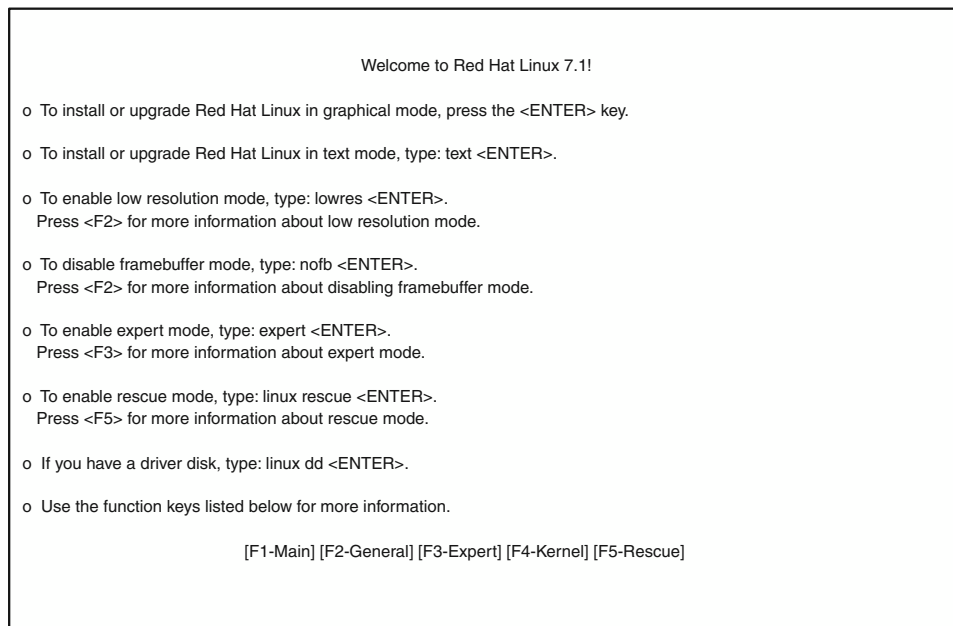 Welcome to Red Hat Linux 7.1!
o To install or upgrade Red Hat Linux in graphical mode, press the <ENTER> key.
o To install or upgrade Red Hat Linux in text mode, type: text <ENTER>.
o To enable low resolution mode, type: lowres <ENTER>.
Press <F2> for more information about low resolution mode.
o To disable framebuffer mode, type: nofb <ENTER>.
Press <F2> for more information about disabling framebuffer mode.
o To enable expert mode, type: expert <ENTER>.
Press <F3> for more information about expert mode.
o To enable rescue mode, type: linux rescue <ENTER>.
Press <F5> for more information about rescue mode.
o If you have a driver disk, type: linux dd <ENTER>.
o Use the function keys listed below for more information.
[F1-Main] [F2-General] [F3-Expert] [F4-Kernel] [F5-Rescue]